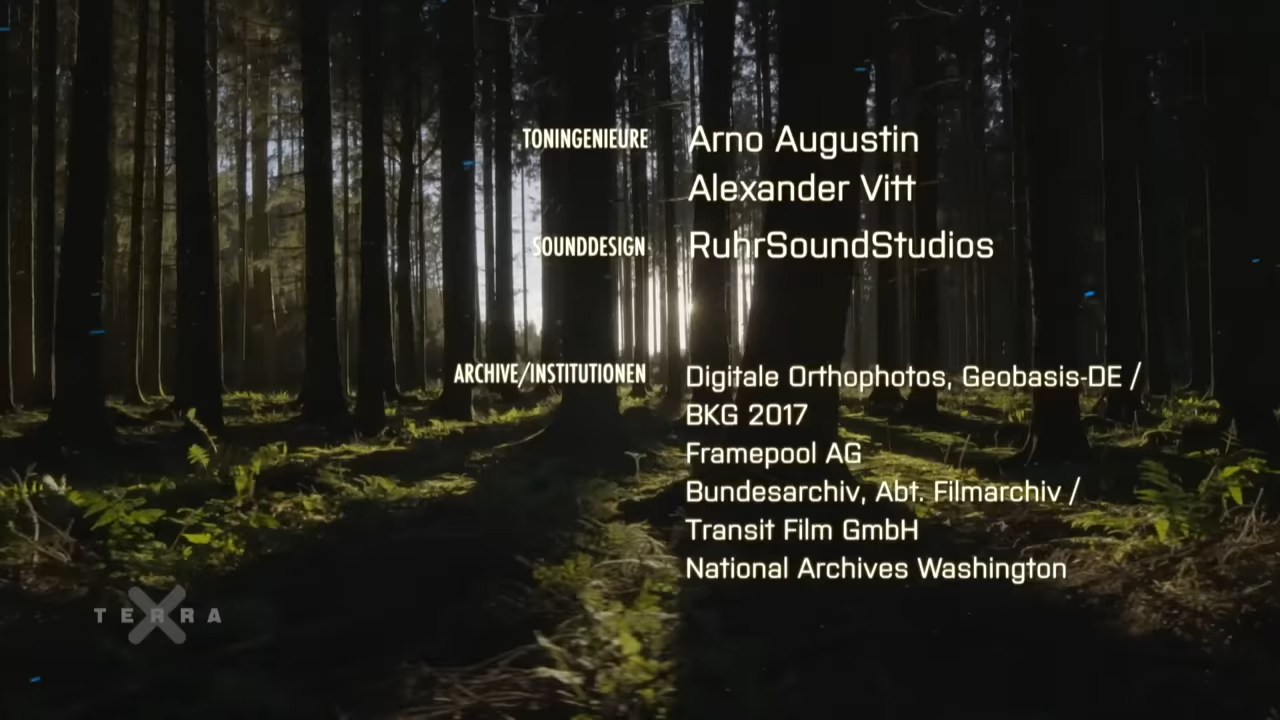 TONINGENIEURE Arno Augustin
Alexander Vitt
SOUNDDESIGN RuhrSoundStudios
ARCHIVE/INSTITUTIONEN Digitale Orthophotos, Geobasis-DE /
BKG 2017
Framepool AG
Bundesarchiv, Abt. Filmarchiv /
Transit Film GmbH
National Archives Washington
TERRA X